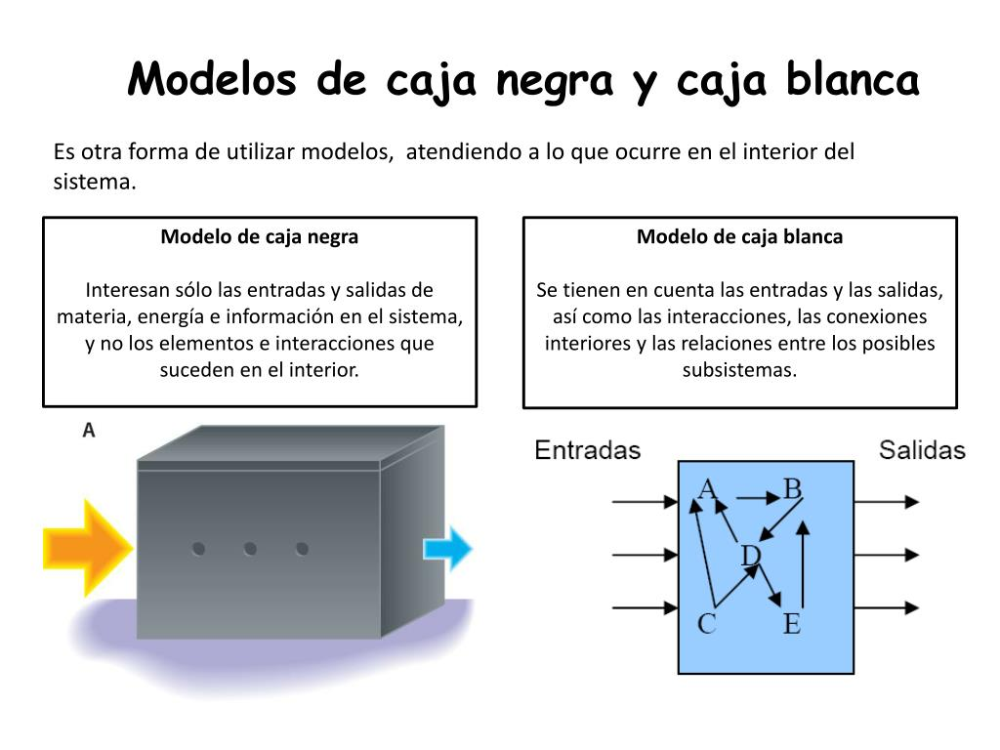 Modelos de caja negra y caja blanca
Es otra forma de utilizar modelos,  atendiendo a lo que ocurre en el interior del
sistema.
Modelo de caja negra
Interesan sólo las entradas y salidas de
materia, energía e información en el sistema,
y no los elementos e interacciones que
suceden en el interior.
Modelo de caja blanca
Se tienen en cuenta las entradas y las salidas,
así como las interacciones, las conexiones
interiores y las relaciones entre los posibles
subsistemas.
A
Entradas
Salidas
A
B
D
C
E